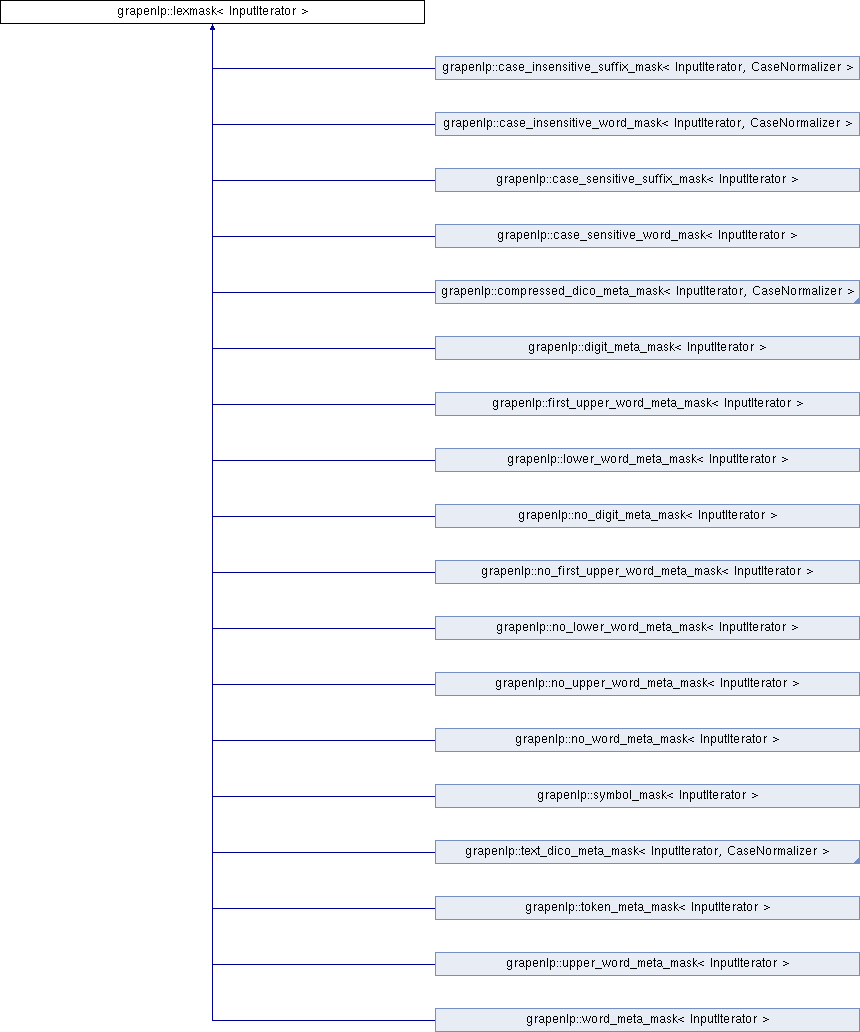 grapenlp::lexmask< InputIterator >
grapenlp::case_insensitive_suffix_mask< InputIterator, CaseNormalizer >
grapenlp::case_insensitive_word_mask< InputIterator, CaseNormalizer >
grapenlp::case_sensitive_suffix_mask< InputIterator >
grapenlp::case_sensitive_word_mask< InputIterator >
grapenlp::compressed_dico_meta_mask< InputIterator, CaseNormalizer >
grapenlp::digit_meta_mask< InputIterator >
grapenlp::first_upper_word_meta_mask< InputIterator >
grapenlp::lower_word_meta_mask< InputIterator >
grapenlp::no_digit_meta_mask< InputIterator >
grapenlp::no_first_upper_word_meta_mask< InputIterator >
grapenlp::no_lower_word_meta_mask< InputIterator >
grapenlp::no_upper_word_meta_mask< InputIterator >
grapenlp::no_word_meta_mask< InputIterator >
grapenlp::symbol_mask< InputIterator >
grapenlp::text_dico_meta_mask< InputIterator, CaseNormalizer >
grapenlp::token_meta_mask< InputIterator >
grapenlp::upper_word_meta_mask< InputIterator >
grapenlp::word_meta_mask< InputIterator >